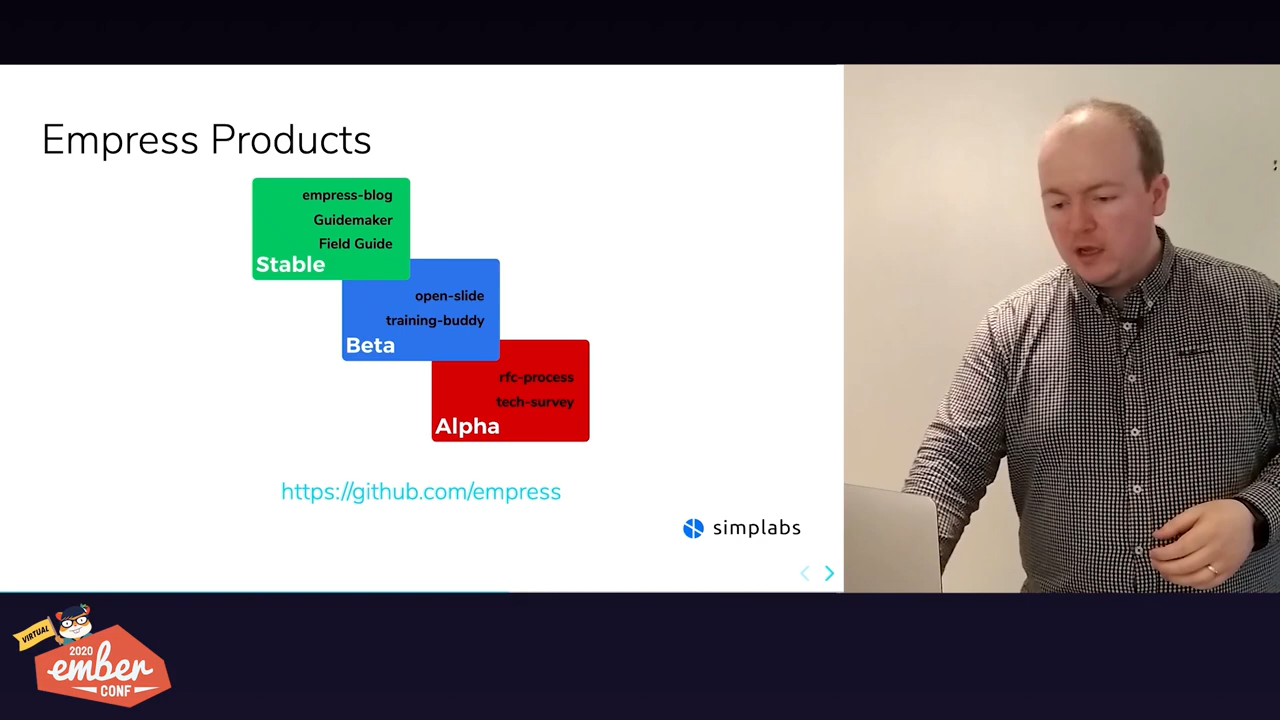 Empress Products
empress-blog
Guidemaker
Field Guide
Stable
open-slide
training-buddy
Beta
rfc-process
tech-survey
Alpha
https://github.com/empress
simplabs
VIRTUAL
2020
ember
CONF